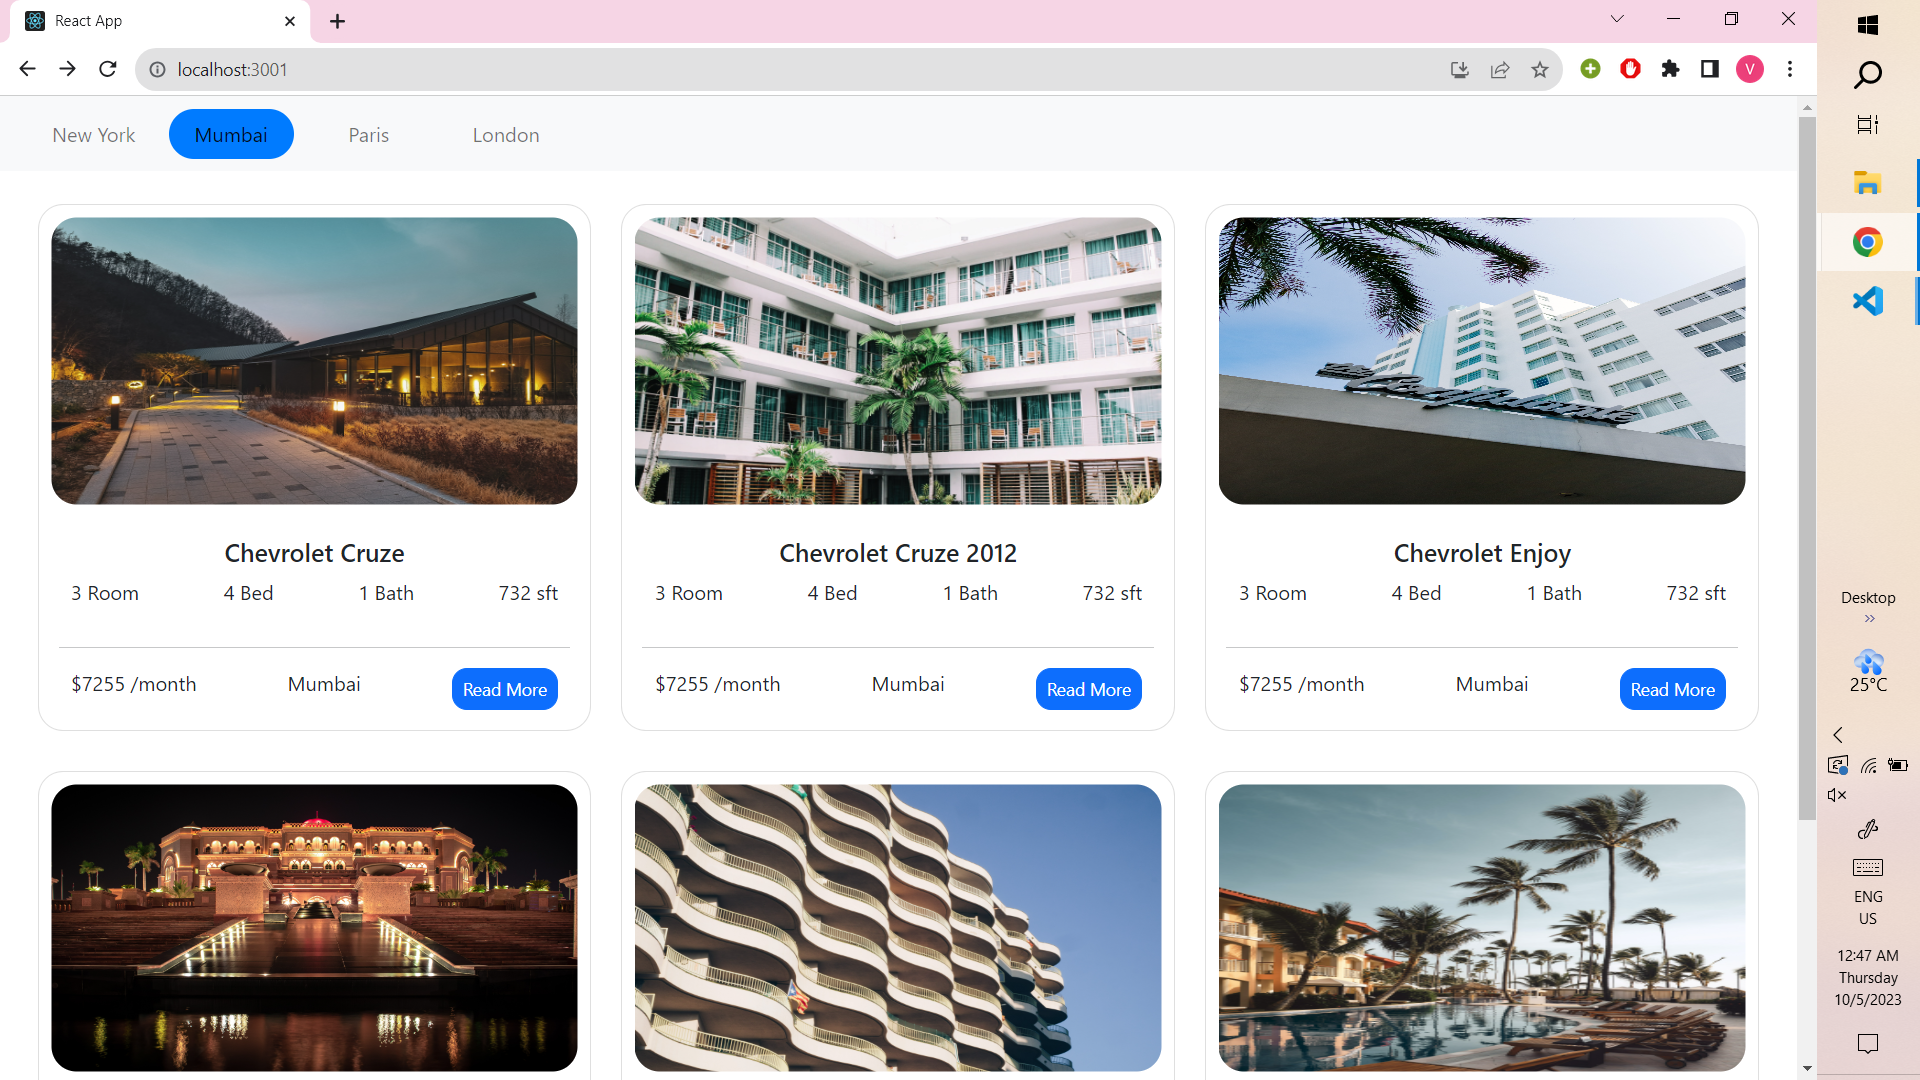 React App
localhost:3001
V
New York Mumbai Paris London
Chevrolet Cruze
3 Room 4 Bed 1 Bath 732 sft
$7255 /month Mumbai Read More
Chevrolet Cruze 2012
3 Room 4 Bed 1 Bath 732 sft
$7255 /month Mumbai Read More
Chevrolet Enjoy
3 Room 4 Bed 1 Bath 732 sft
$7255 /month Mumbai Read More
Desktop
25°C
ENG
US
12:47 AM
Thursday
10/5/2023